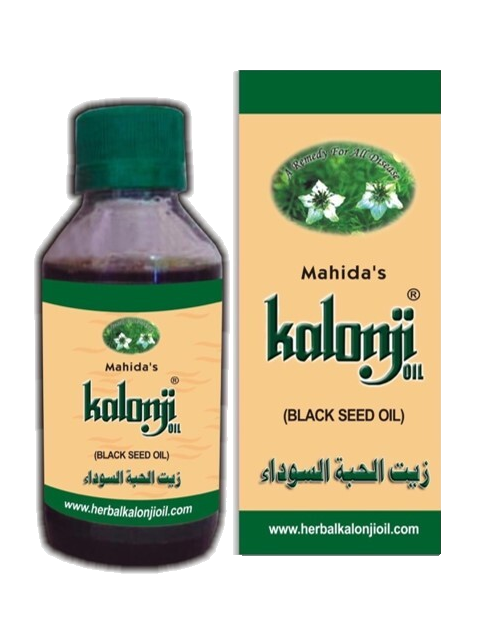 Mahida's
kalonji®
OIL
(BLACK SEED OIL)
زيت الحبة السوداء
www.herbalkalonjioil.com
A Remedy For All Disease
Mahida's
kalonji®
OIL
(BLACK SEED OIL)
زيت الحبة السوداء
www.herbalkalonjioil.com